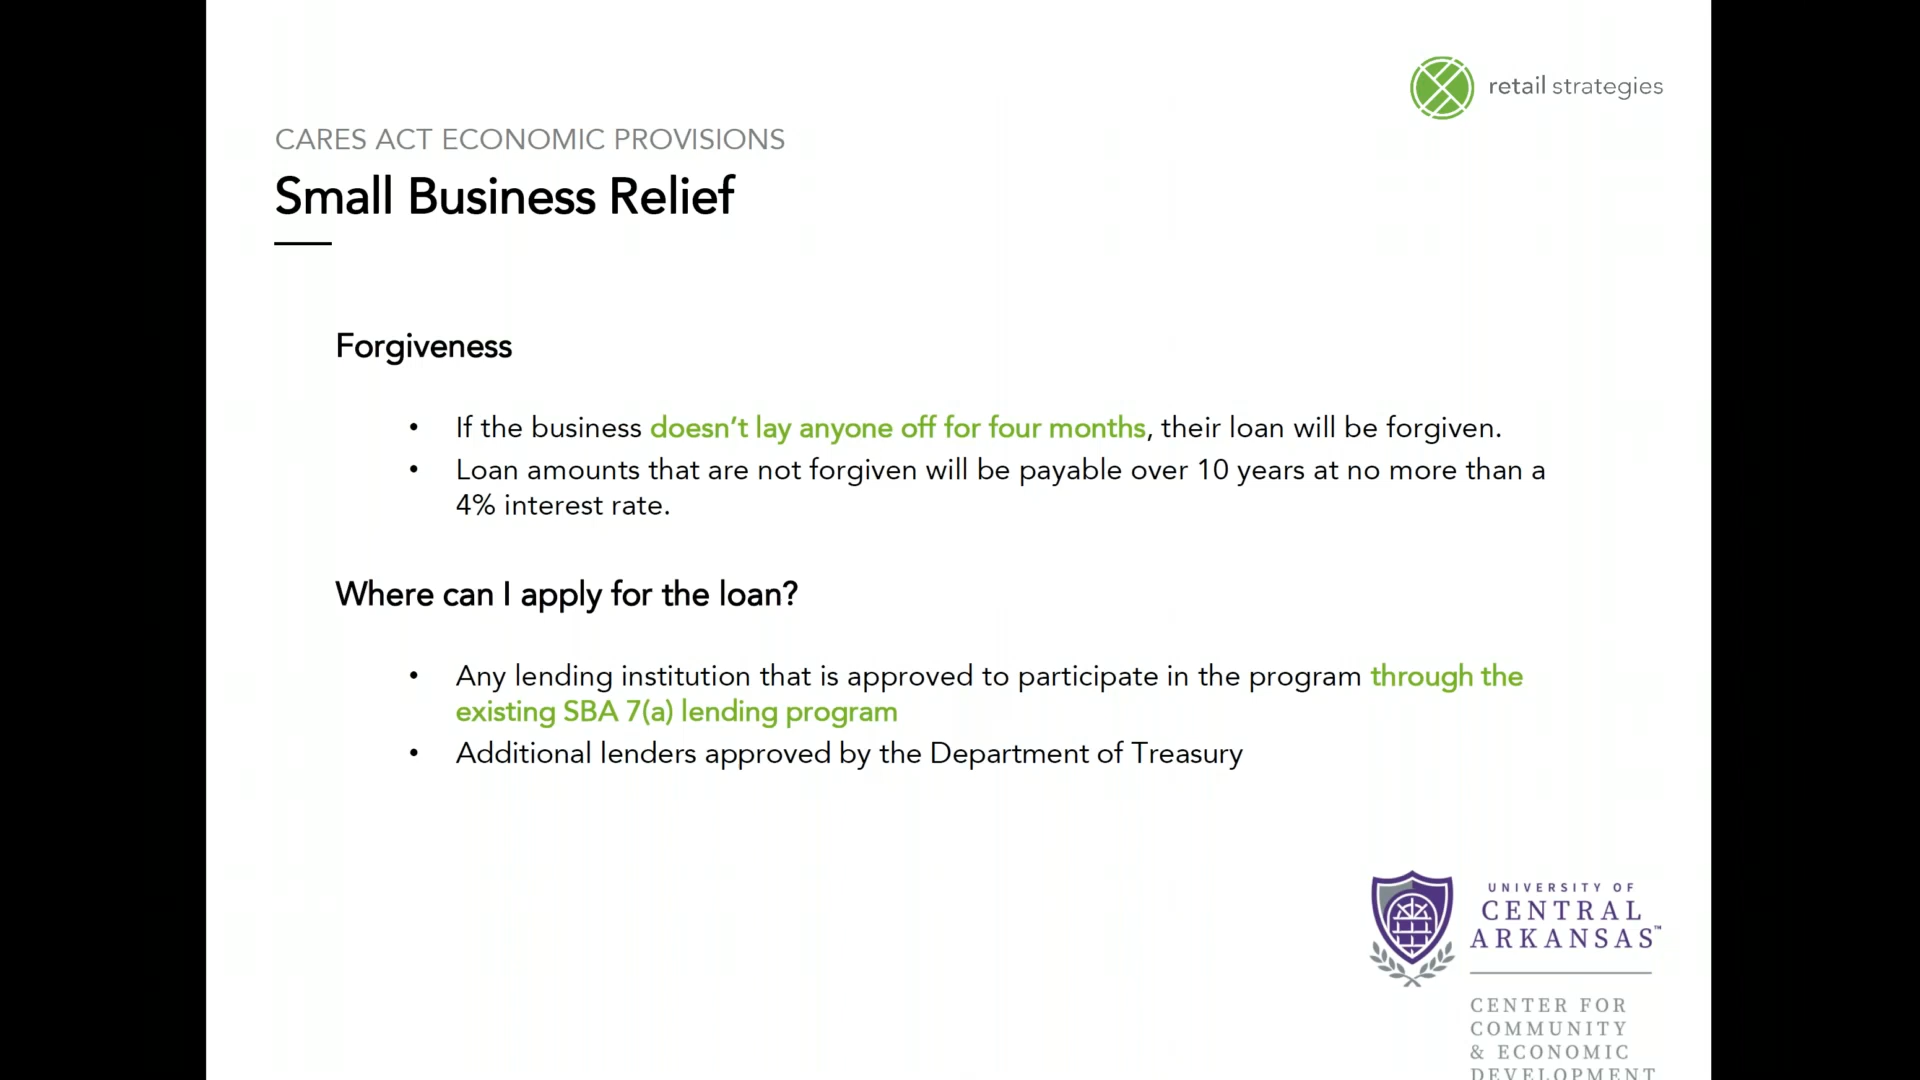 retail strategies
CARES ACT ECONOMIC PROVISIONS
Small Business Relief
Forgiveness
• If the business doesn’t lay anyone off for four months, their loan will be forgiven.
• Loan amounts that are not forgiven will be payable over 10 years at no more than a
4% interest rate.
Where can I apply for the loan?
• Any lending institution that is approved to participate in the program through the
existing SBA 7(a) lending program
• Additional lenders approved by the Department of Treasury
UNIVERSITY OF
CENTRAL
ARKANSAS™
CENTER FOR
COMMUNITY
& ECONOMIC
DEVELOPMENT